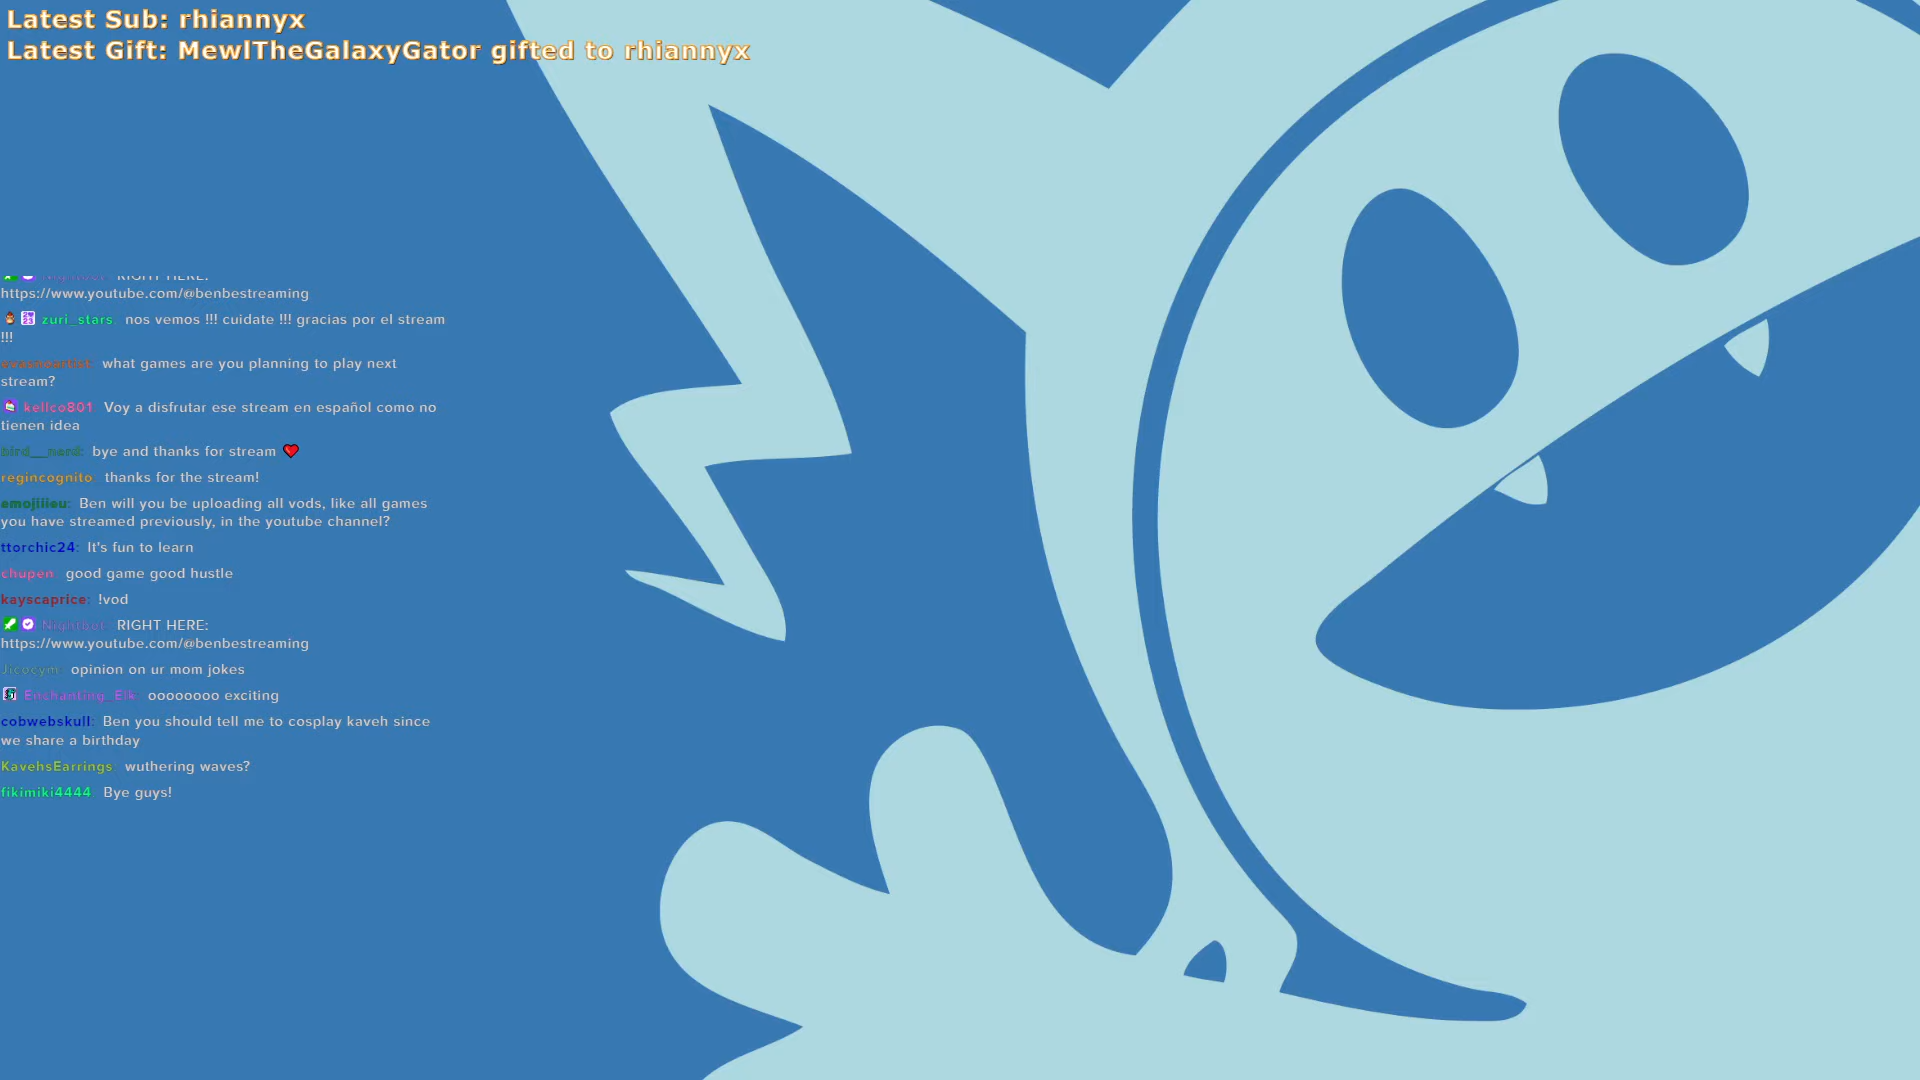 Latest Sub: rhiannyx
Latest Gift: MewlTheGalaxyGator gifted to rhiannyx
RIGHT HERE:
https://www.youtube.com/@benbestreaming
zuri_stars: nos vemos !!! cuidate !!! gracias por el stream
!!!
what games are you planning to play next
stream?
kellco801: Voy a disfrutar ese stream en español como no
tienen idea
bird__nerd: bye and thanks for stream
regincognito: thanks for the stream!
emojiiieu: Ben will you be uploading all vods, like all games
you have streamed previously, in the youtube channel?
ttorchic24: It's fun to learn
chupen: good game good hustle
kayscaprice: !vod
Nightbot: RIGHT HERE:
https://www.youtube.com/@benbestreaming
Jicocym: opinion on ur mom jokes
Enchanting_Elk: oooooooo exciting
cobwebskull: Ben you should tell me to cosplay kaveh since
we share a birthday
KavehsEarrings: wuthering waves?
fikimiki4444: Bye guys!